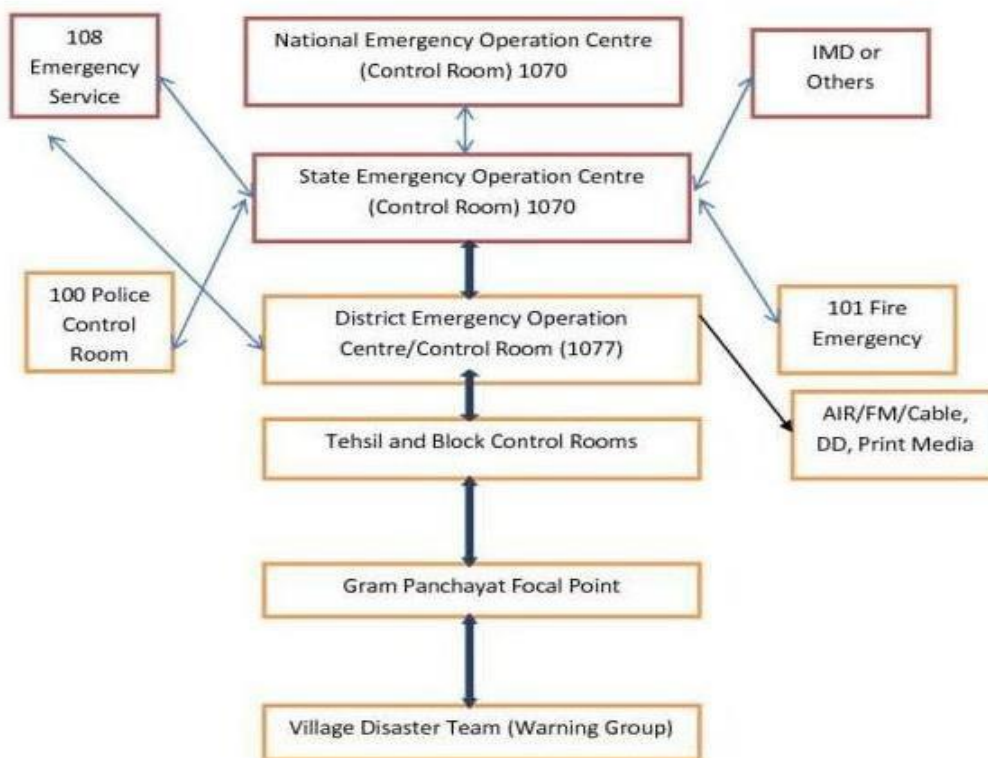 108
Emergency
Service
National Emergency Operation Centre
(Control Room) 1070
IMD or
Others
State Emergency Operation Centre
(Control Room) 1070
100 Police
Control
Room
District Emergency Operation
Centre/Control Room (1077)
101 Fire
Emergency
AIR/FM/Cable,
DD, Print Media
Tehsil and Block Control Rooms
Gram Panchayat Focal Point
Village Disaster Team (Warning Group)